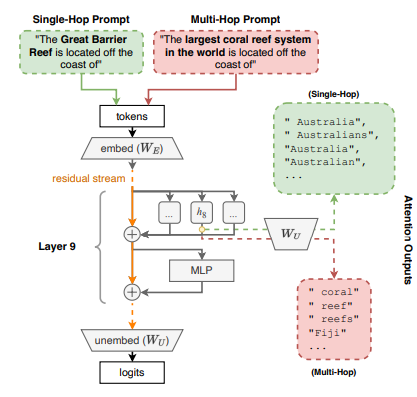 Single-Hop Prompt
Multi-Hop Prompt
"The Great Barrier
Reef is located off the
coast of"
"The largest coral reef system
in the world is located off the
coast of"
tokens
embed (W_E)
residual stream
Layer 9
...
h_8
...
MLP
unembed (W_U)
logits
W_U
(Single-Hop)
" Australia",
" Australians",
"Australia",
"Australian",
...
Attention Outputs
" coral"
" reef"
" reefs"
"Fiji"
...
(Multi-Hop)